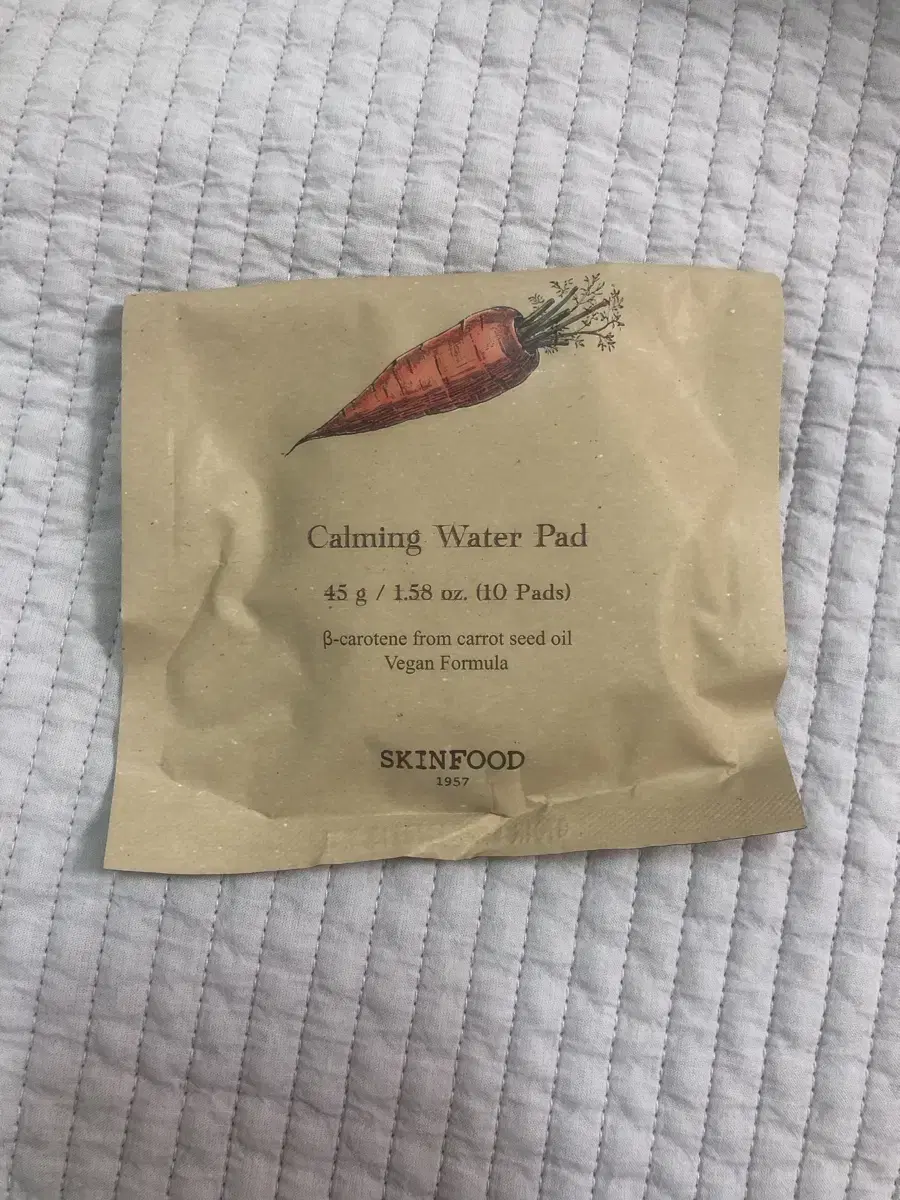 Calming Water Pad
45 g / 1.58 oz. (10 Pads)
β-carotene from carrot seed oil
Vegan Formula
SKINFOOD
1957